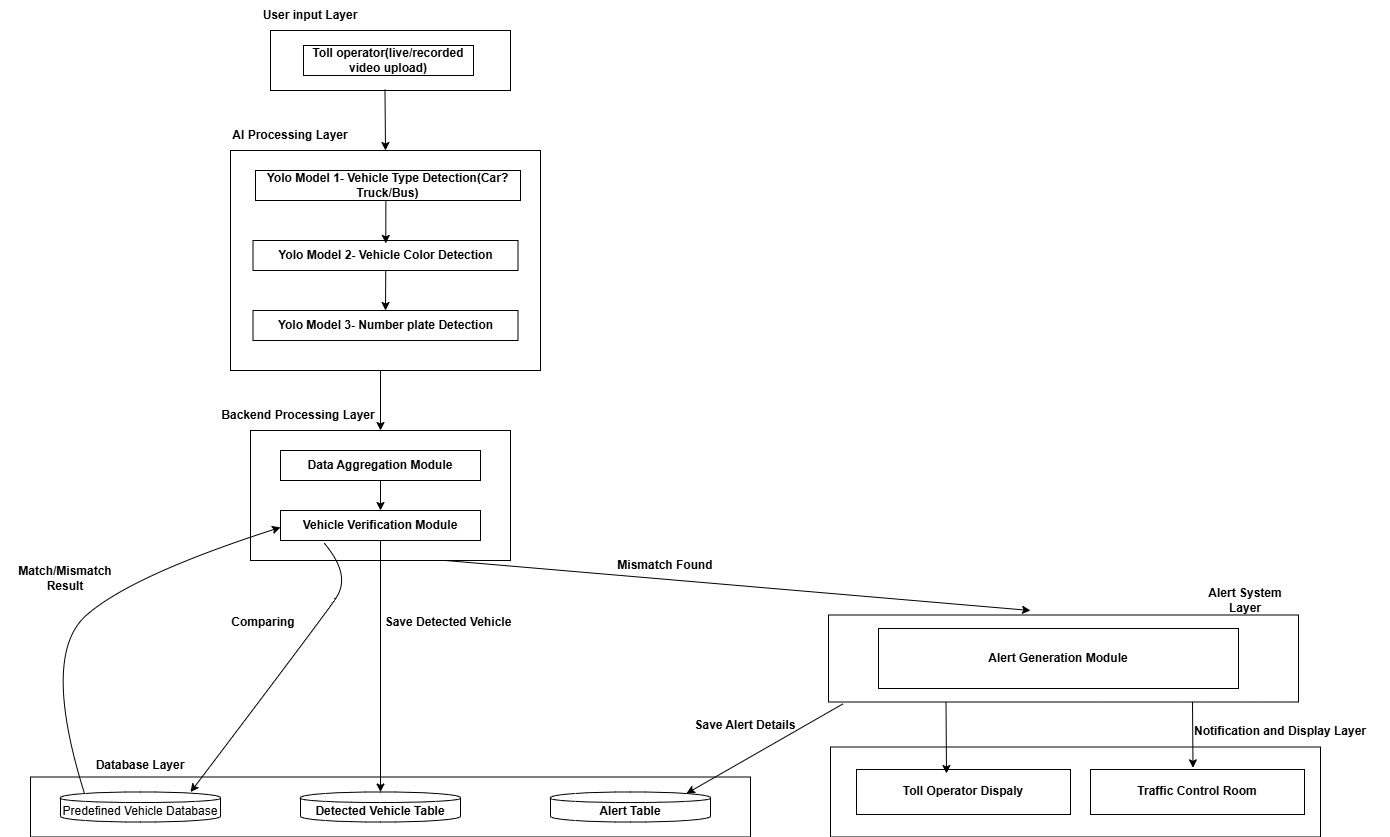 User input Layer
Toll operator(live/recorded
video upload)
AI Processing Layer
Yolo Model 1- Vehicle Type Detection(Car?
Truck/Bus)
Yolo Model 2- Vehicle Color Detection
Yolo Model 3- Number plate Detection
Backend Processing Layer
Data Aggregation Module
Vehicle Verification Module
Match/Mismatch
Result
Comparing
Save Detected Vehicle
Mismatch Found
Alert System
Layer
Alert Generation Module
Save Alert Details
Notification and Display Layer
Database Layer
Predefined Vehicle Database
Detected Vehicle Table
Alert Table
Toll Operator Dispaly
Traffic Control Room